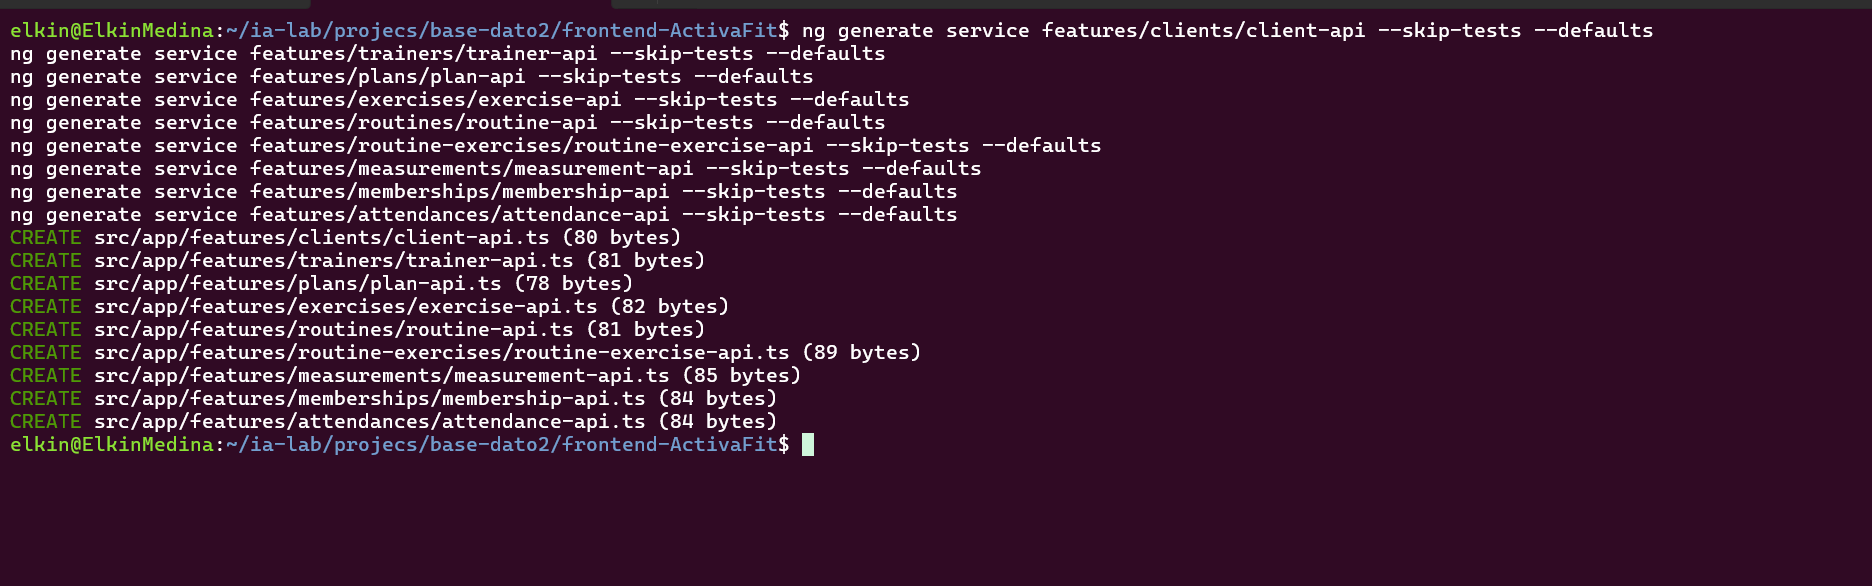 elkin@ElkinMedina:~/ia-lab/projecs/base-dato2/frontend-ActivaFit$ ng generate service features/clients/client-api --skip-tests --defaults
ng generate service features/trainers/trainer-api --skip-tests --defaults
ng generate service features/plans/plan-api --skip-tests --defaults
ng generate service features/exercises/exercise-api --skip-tests --defaults
ng generate service features/routines/routine-api --skip-tests --defaults
ng generate service features/routine-exercises/routine-exercise-api --skip-tests --defaults
ng generate service features/measurements/measurement-api --skip-tests --defaults
ng generate service features/memberships/membership-api --skip-tests --defaults
ng generate service features/attendances/attendance-api --skip-tests --defaults
CREATE src/app/features/clients/client-api.ts (80 bytes)
CREATE src/app/features/trainers/trainer-api.ts (81 bytes)
CREATE src/app/features/plans/plan-api.ts (78 bytes)
CREATE src/app/features/exercises/exercise-api.ts (82 bytes)
CREATE src/app/features/routines/routine-api.ts (81 bytes)
CREATE src/app/features/routine-exercises/routine-exercise-api.ts (89 bytes)
CREATE src/app/features/measurements/measurement-api.ts (85 bytes)
CREATE src/app/features/memberships/membership-api.ts (84 bytes)
CREATE src/app/features/attendances/attendance-api.ts (84 bytes)
elkin@ElkinMedina:~/ia-lab/projecs/base-dato2/frontend-ActivaFit$